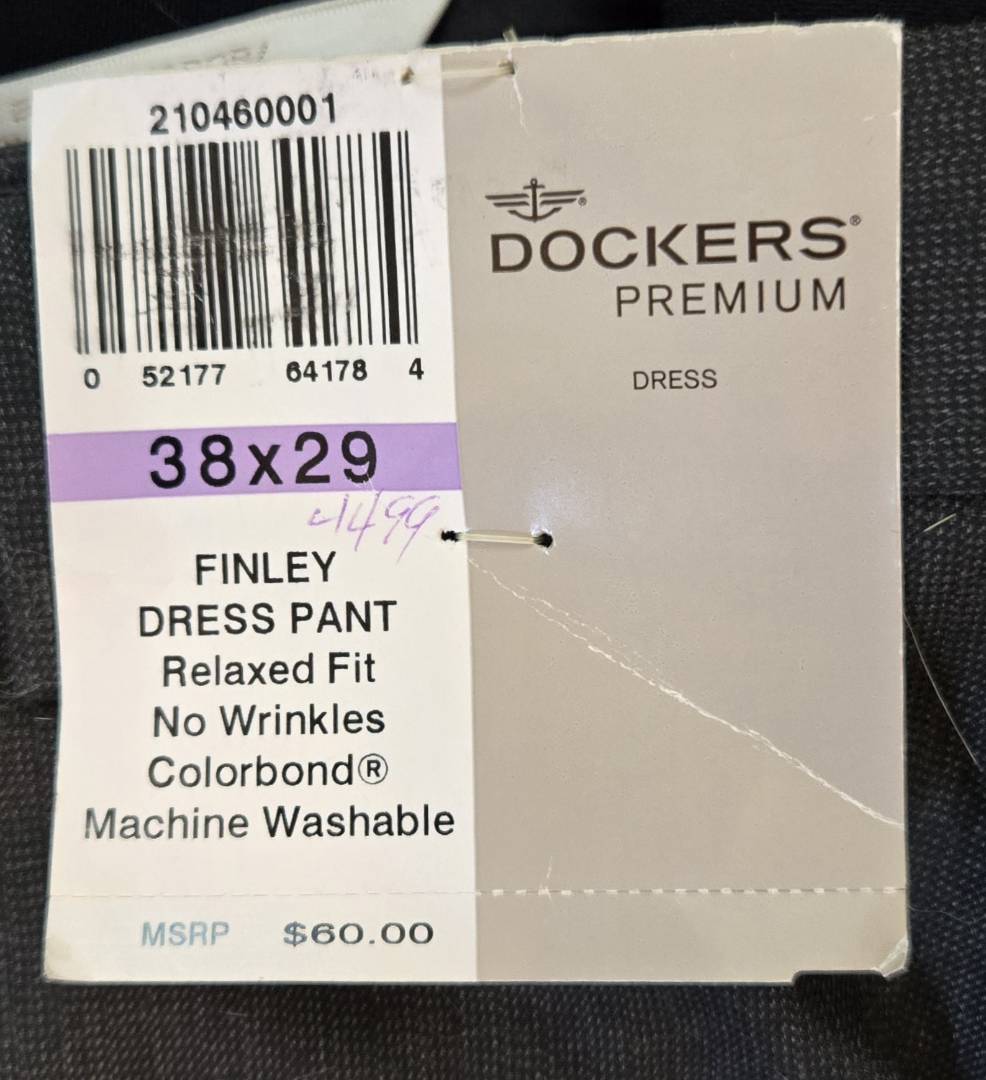 210460001
0 52177 64178 4
38x29
1499
FINLEY
DRESS PANT
Relaxed Fit
No Wrinkles
Colorbond®
Machine Washable
MSRP $60.00
DOCKERS®
PREMIUM
DRESS